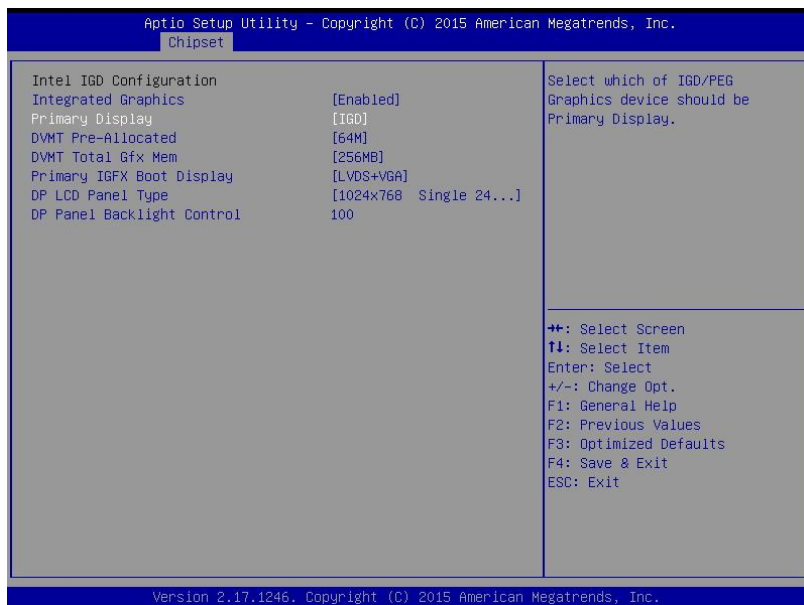 Aptio Setup Utility – Copyright (C) 2015 American Megatrends, Inc.
Chipset
Intel IGD Configuration
Integrated Graphics [Enabled]
Primary Display [IGD]
DVMT Pre-Allocated [64M]
DVMT Total Gfx Mem [256MB]
Primary IGFX Boot Display [LVDS+VGA]
DP LCD Panel Type [1024x768 Single 24...]
DP Panel Backlight Control 100
Select which of IGD/PEG
Graphics device should be
Primary Display.
→←: Select Screen
↑↓: Select Item
Enter: Select
+/-: Change Opt.
F1: General Help
F2: Previous Values
F3: Optimized Defaults
F4: Save & Exit
ESC: Exit
Version 2.17.1246. Copyright (C) 2015 American Megatrends, Inc.